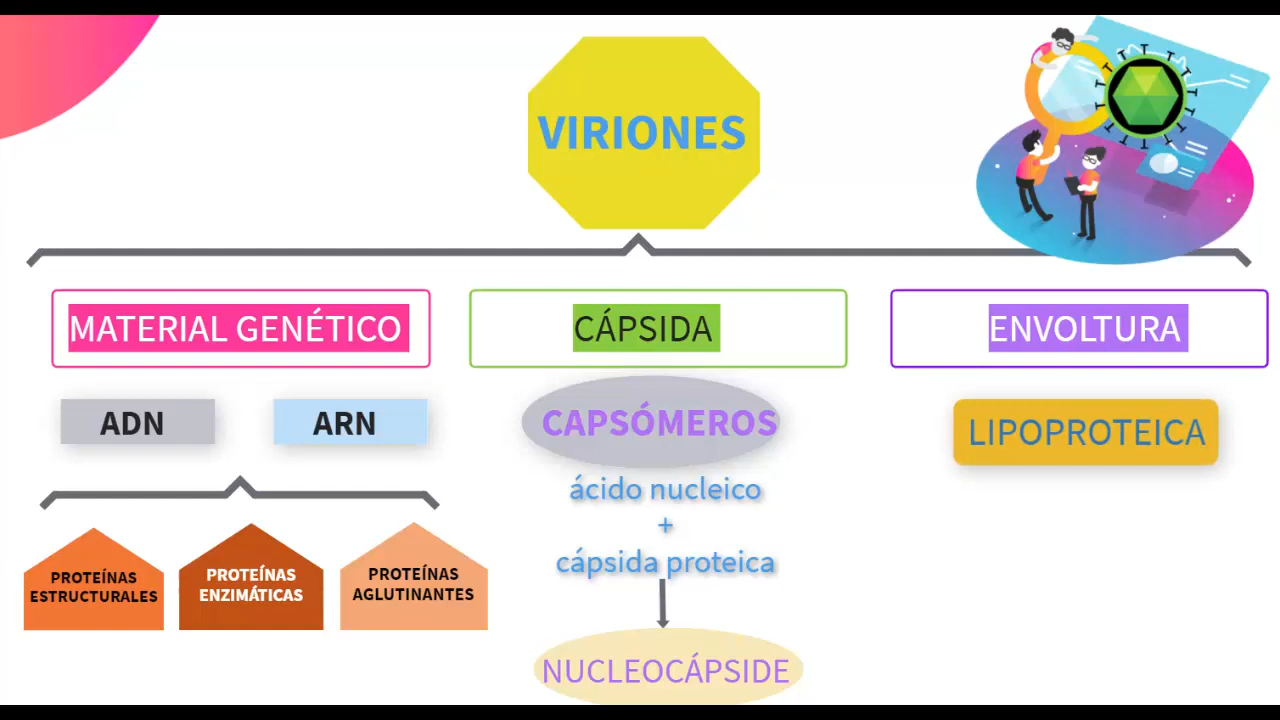 VIRIONES
MATERIAL GENÉTICO
CÁPSIDA
ENVOLTURA
ADN
ARN
CAPSÓMEROS
LIPOPROTEICA
ácido nucleico
+
cápsida proteica
PROTEÍNAS
ESTRUCTURALES
PROTEÍNAS
ENZIMÁTICAS
PROTEÍNAS
AGLUTINANTES
NUCLEOCÁPSIDE